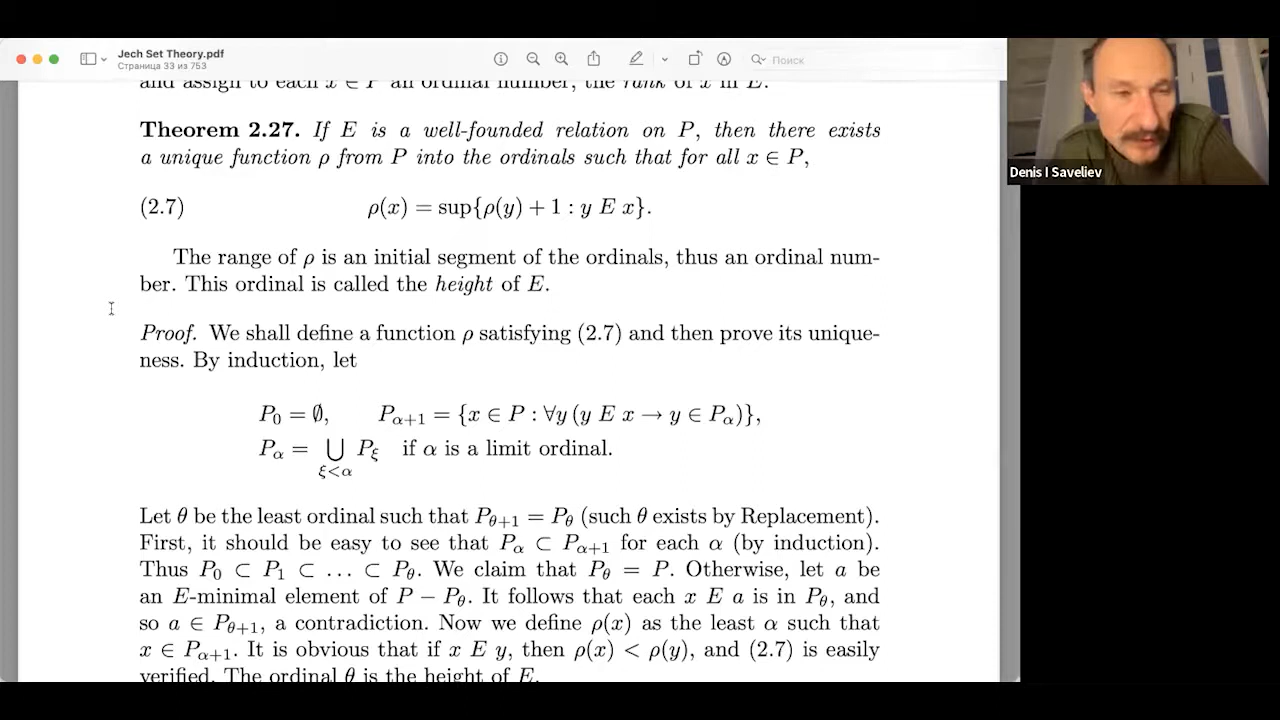 Jech Set Theory.pdf
Страница 33 из 753
Поиск
and assign to each x ∈ P an ordinal number, the rank of x in E.
Theorem 2.27. If E is a well-founded relation on P, then there exists
a unique function ρ from P into the ordinals such that for all x ∈ P,
(2.7) ρ(x) = sup{ρ(y) + 1 : y E x}.
The range of ρ is an initial segment of the ordinals, thus an ordinal num-
ber. This ordinal is called the height of E.
Proof. We shall define a function ρ satisfying (2.7) and then prove its unique-
ness. By induction, let
P₀ = ∅, P_{α+1} = {x ∈ P : ∀y (y E x → y ∈ P_α)},
P_α = ⋃_{ξ<α} P_ξ if α is a limit ordinal.
Let θ be the least ordinal such that P_{θ+1} = P_θ (such θ exists by Replacement).
First, it should be easy to see that P_α ⊂ P_{α+1} for each α (by induction).
Thus P₀ ⊂ P₁ ⊂ … ⊂ P_θ. We claim that P_θ = P. Otherwise, let a be
an E-minimal element of P − P_θ. It follows that each x E a is in P_θ, and
so a ∈ P_{θ+1}, a contradiction. Now we define ρ(x) as the least α such that
x ∈ P_{α+1}. It is obvious that if x E y, then ρ(x) < ρ(y), and (2.7) is easily
verified. The ordinal θ is the height of E.
Denis I Saveliev